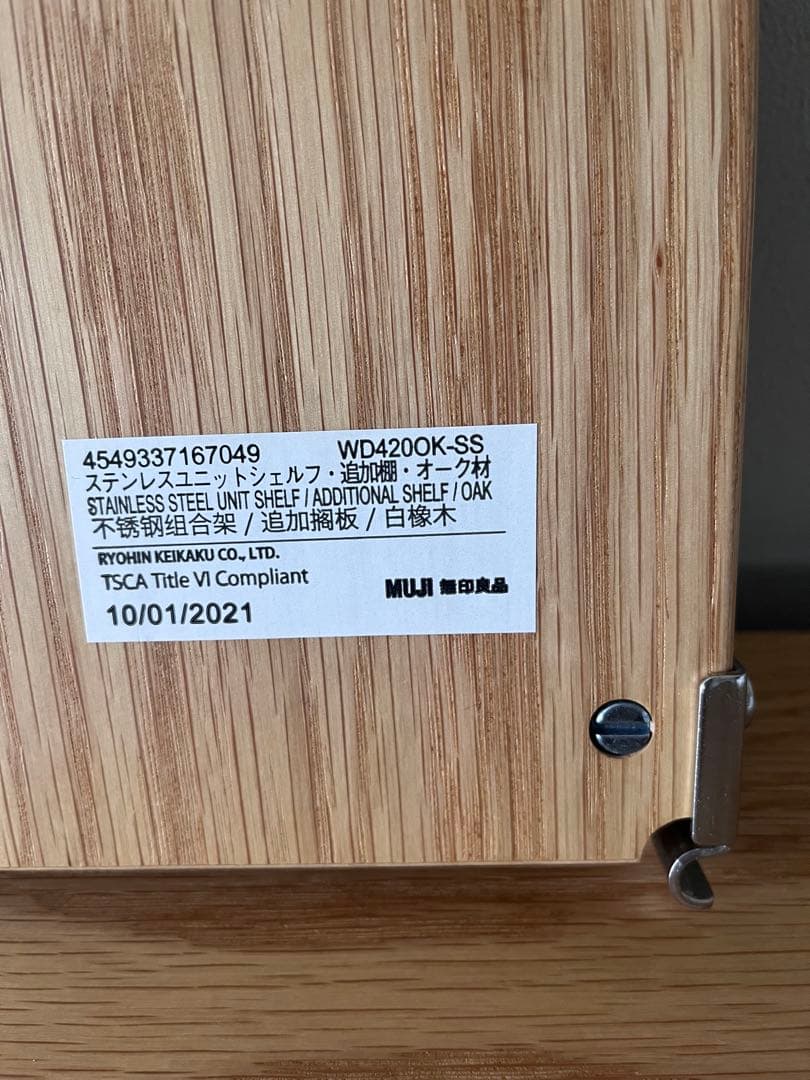 4549337167049 WD420OK-SS
ステンレスユニットシェルフ・追加棚・オーク材
STAINLESS STEEL UNIT SHELF / ADDITIONAL SHELF / OAK
不锈钢组合架 / 追加搁板 / 白橡木
RYOHIN KEIKAKU CO., LTD.
TSCA Title VI Compliant
MUJI 無印良品
10/01/2021